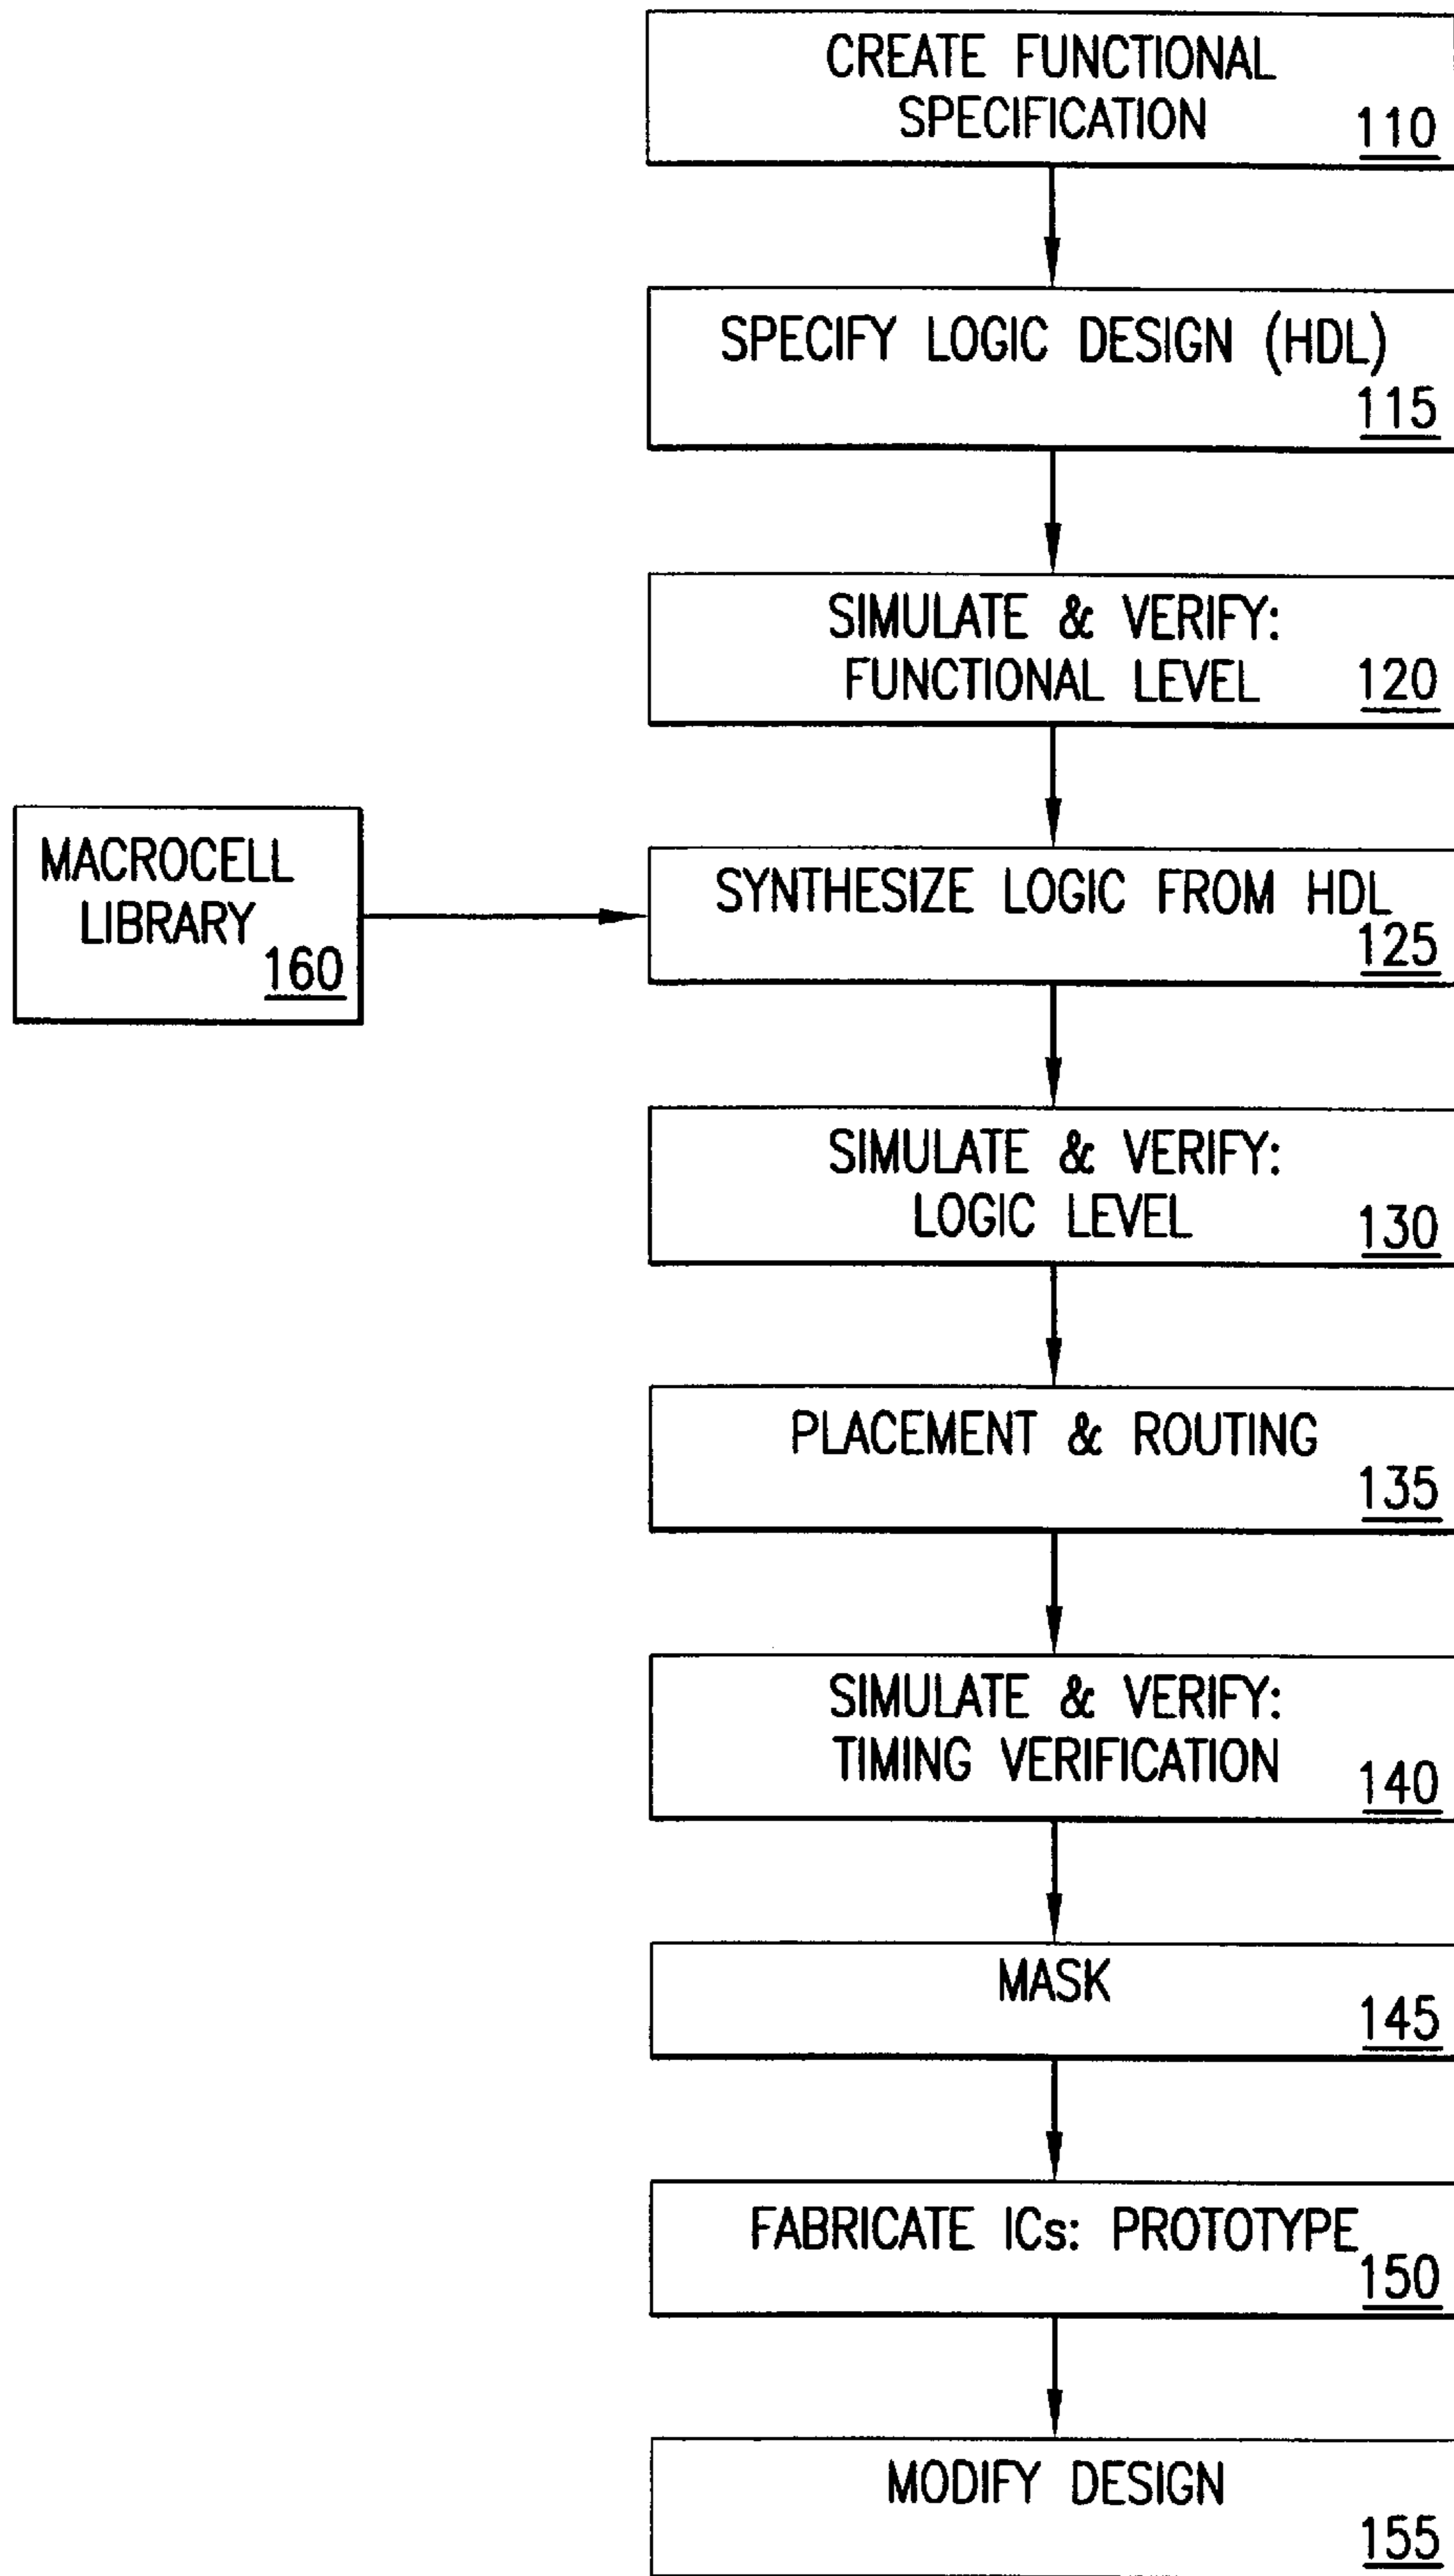 CREATE FUNCTIONAL
SPECIFICATION
110
SPECIFY LOGIC DESIGN (HDL)
115
SIMULATE & VERIFY:
FUNCTIONAL LEVEL
120
MACROCELL
LIBRARY
160
SYNTHESIZE LOGIC FROM HDL
125
SIMULATE & VERIFY:
LOGIC LEVEL
130
PLACEMENT & ROUTING
135
SIMULATE & VERIFY:
TIMING VERIFICATION
140
MASK
145
FABRICATE ICs: PROTOTYPE
150
MODIFY DESIGN
155